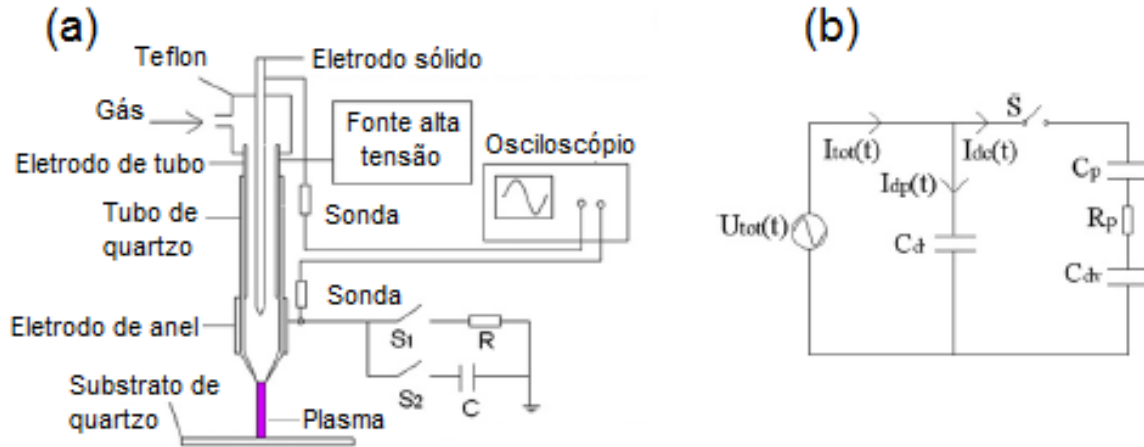 (a)
Teflon
Eletrodo sólido
Gás
Fonte alta
tensão
Osciloscópio
Eletrodo de tubo
Tubo de
quartzo
Sonda
Sonda
Eletrodo de anel
S1
R
S2
C
Substrato de
quartzo
Plasma
(b)
S
Itot(t)
Idc(t)
Idp(t)
Cp
Utot(t)
Rp
Cd
Cdv